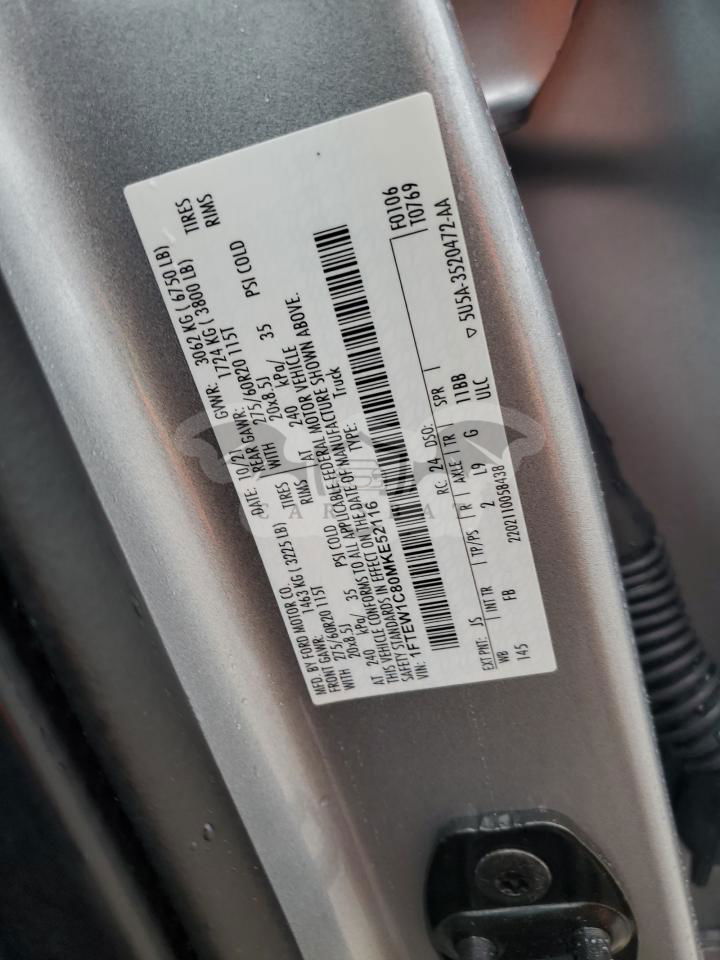 MFD. BY FORD MOTOR CO.
DATE: 10/21 GVWR: 3062 KG ( 6750 LB)
FRONT GAWR: 1463 KG ( 3225 LB) REAR GAWR: 1724 KG ( 3800 LB)
275/60R20 115T TIRES 275/60R20 115T TIRES
WITH 20x8.5J RIMS WITH 20x8.5J RIMS
AT 240 kPa/ 35 PSI COLD AT 240 kPa/ 35 PSI COLD
THIS VEHICLE CONFORMS TO ALL APPLICABLE FEDERAL MOTOR VEHICLE
SAFETY STANDARDS IN EFFECT ON THE DATE OF MANUFACTURE SHOWN ABOVE.
VIN: 1FTEW1C80MKE52116 TYPE: Truck
F0106
T0769
EXT PNT: JS RC: 24 DSO:
WB INT TR TP/PS R AXLE TR SPR
145 FB 2 L9 G 11BB
2202110058438 ULC
▽ 5U5A-3520472-AA